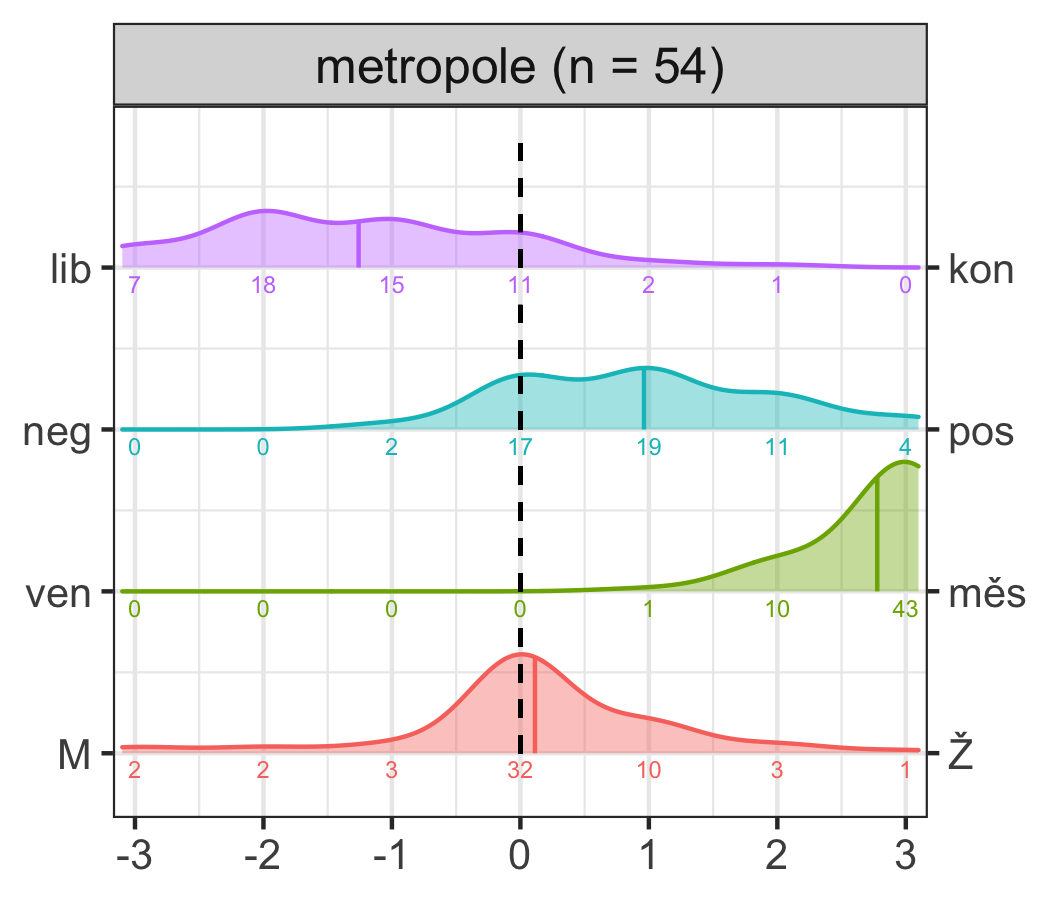 metropole (n = 54)
lib kon
7 18 15 11 2 1 0
neg pos
0 0 2 17 19 11 4
ven měs
0 0 0 0 1 10 43
M Ž
2 2 3 32 10 3 1
-3 -2 -1 0 1 2 3